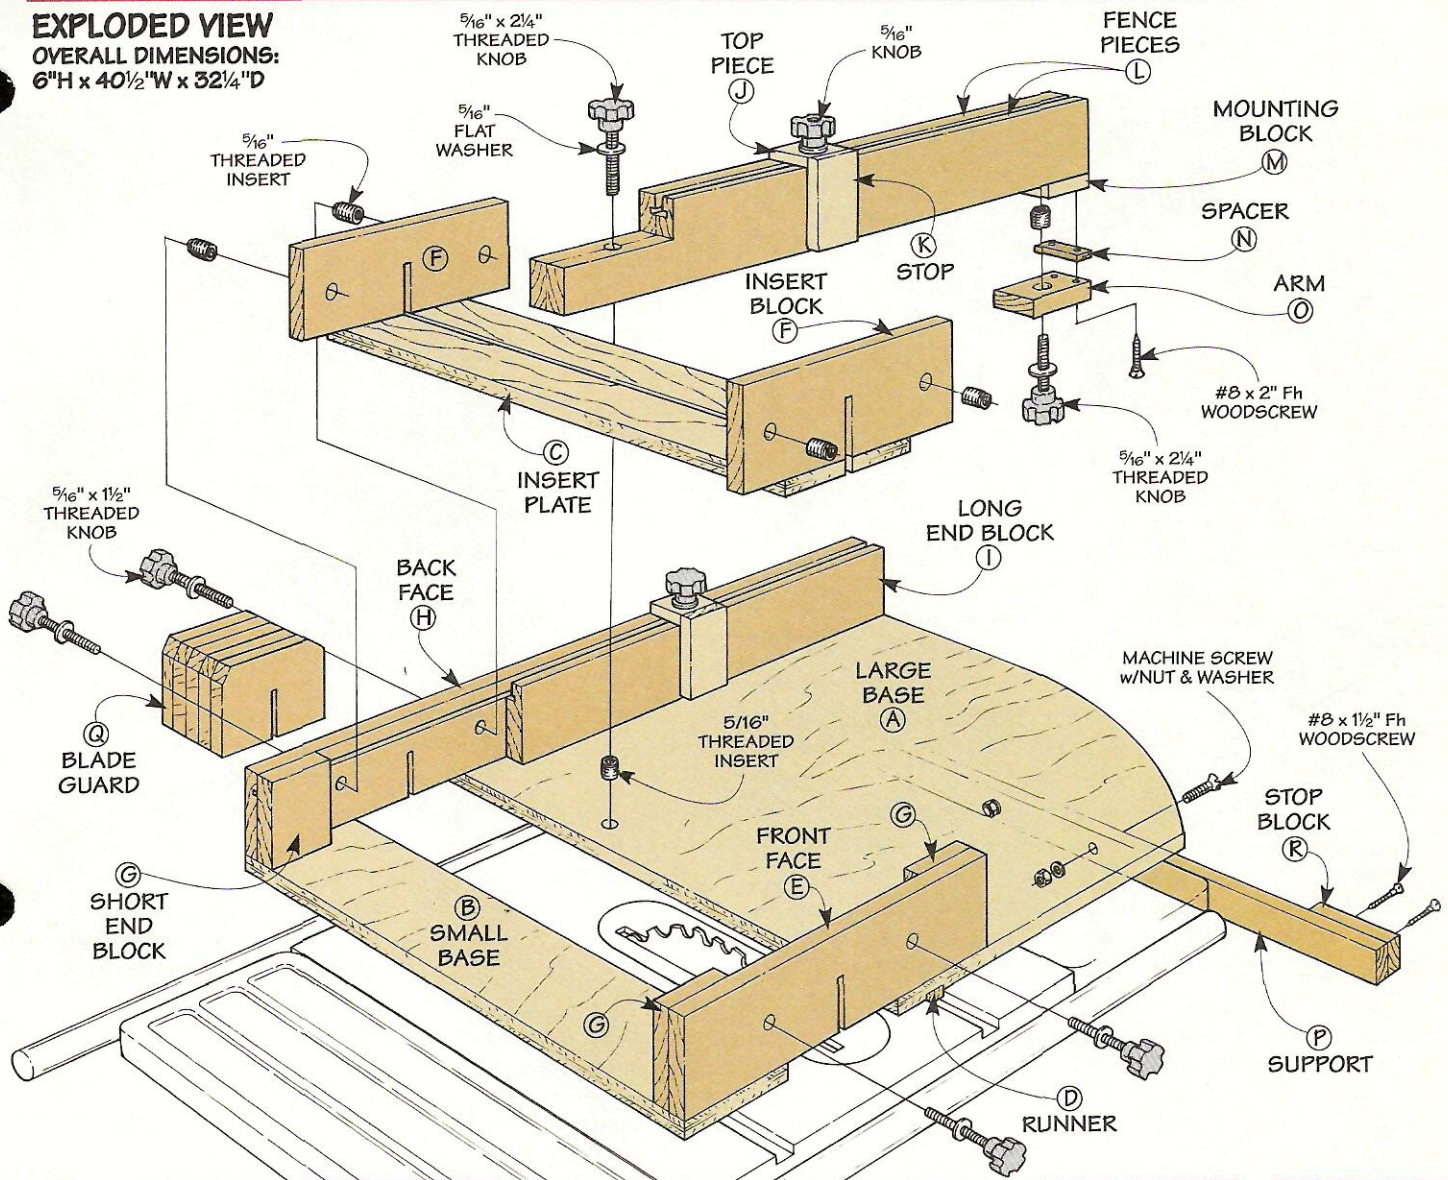 EXPLODED VIEW
OVERALL DIMENSIONS:
6"H x 40½"W x 32¼"D
5/16" x 2¼"
THREADED
KNOB
5/16"
FLAT
WASHER
5/16"
THREADED
INSERT
TOP
PIECE
J
5/16"
KNOB
FENCE
PIECES
L
MOUNTING
BLOCK
M
SPACER
N
ARM
O
K
STOP
F
INSERT
BLOCK
F
#8 x 2" Fh
WOODSCREW
5/16" x 2¼"
THREADED
KNOB
C
INSERT
PLATE
5/16" x 1½"
THREADED
KNOB
LONG
END BLOCK
I
BACK
FACE
H
LARGE
BASE
A
MACHINE SCREW
w/NUT & WASHER
#8 x 1½" Fh
WOODSCREW
5/16"
THREADED
INSERT
Q
BLADE
GUARD
STOP
BLOCK
R
FRONT
FACE
E
G
G
SHORT
END
BLOCK
B
SMALL
BASE
G
P
SUPPORT
D
RUNNER